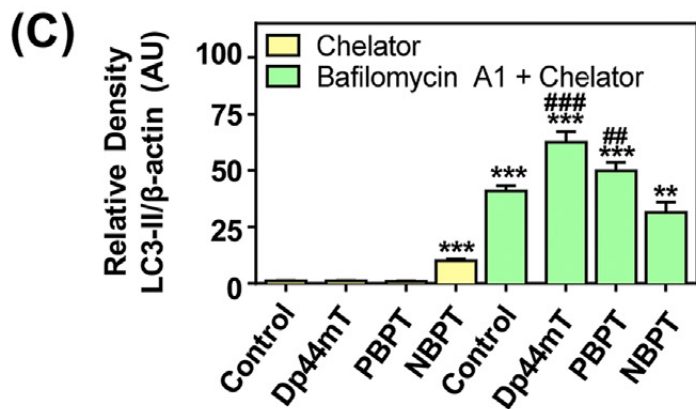 (C)
Relative Density
LC3-II/β-actin (AU)
100
75
50
25
0
Chelator
Bafilomycin A1 + Chelator
***
***
###
***
##
***
**
Control
Dp44mT
PBPT
NBPT
Control
Dp44mT
PBPT
NBPT